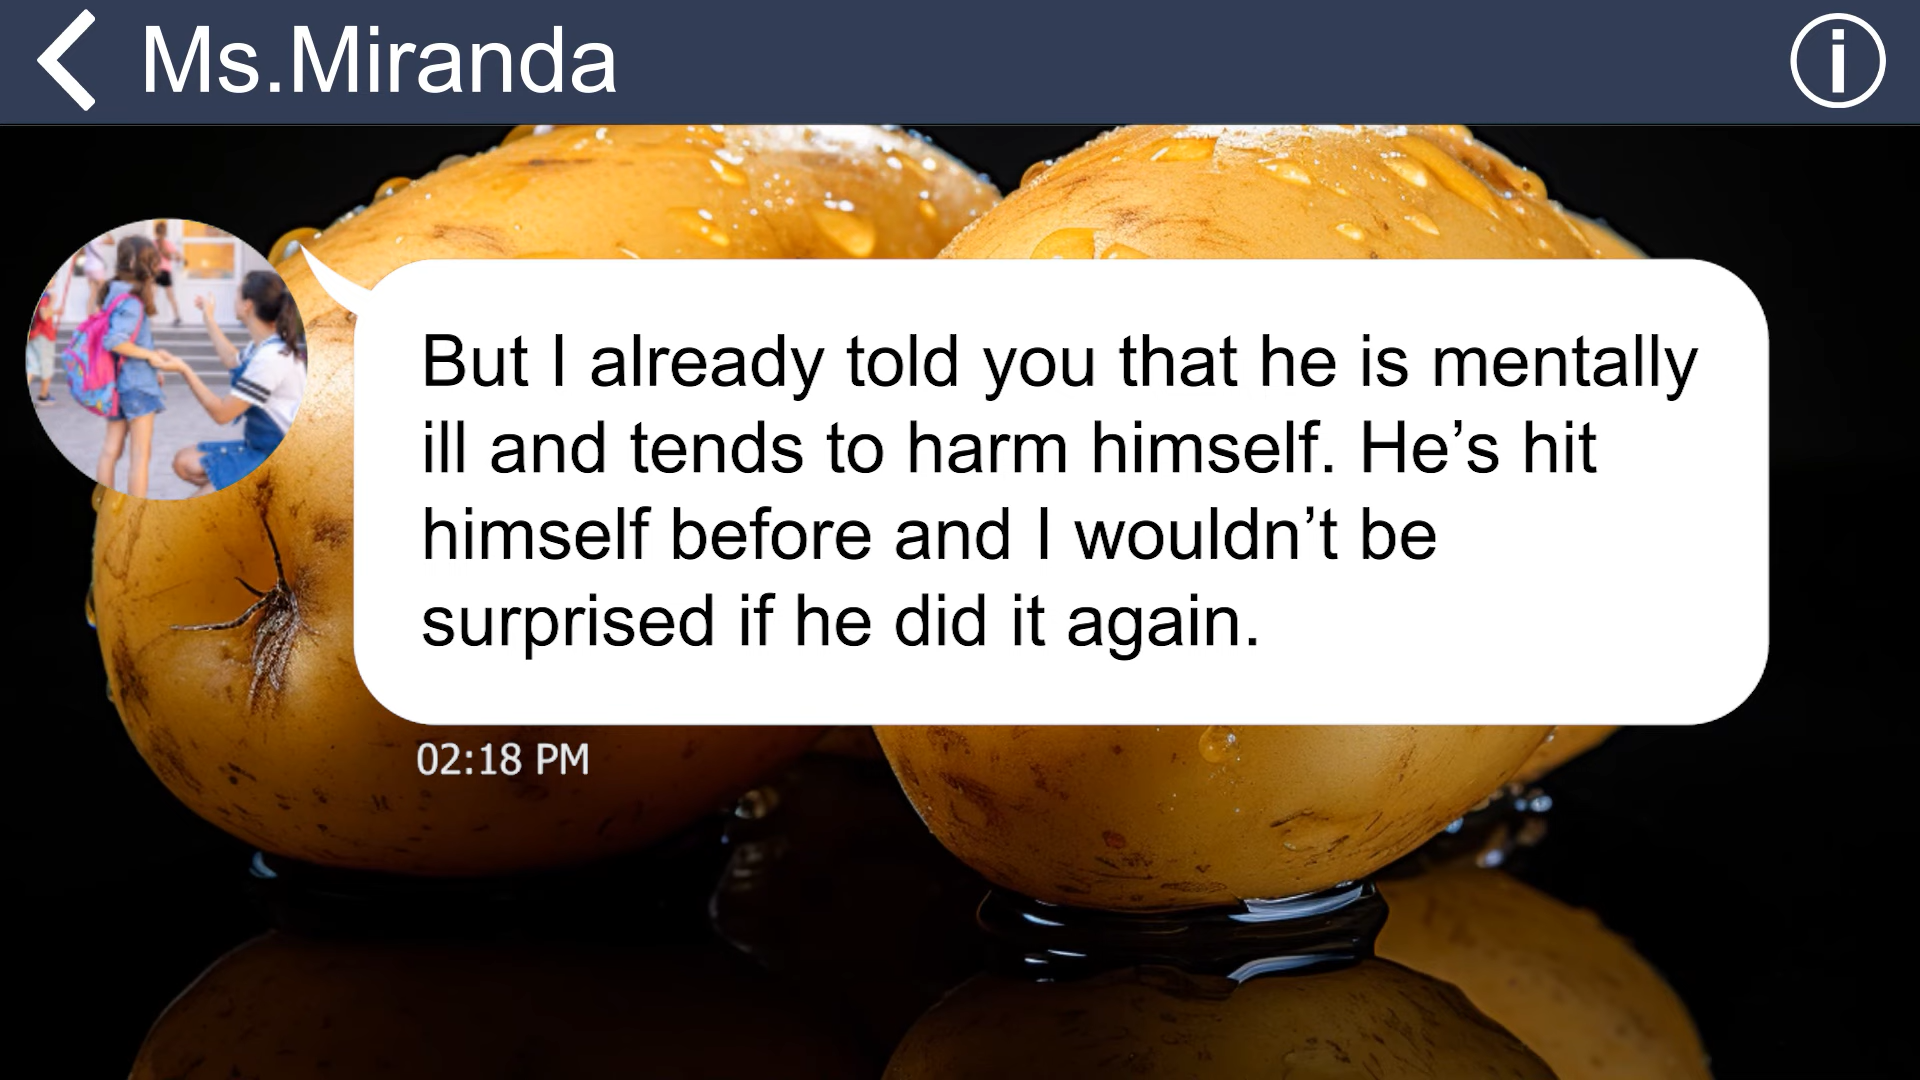 Ms.Miranda
But I already told you that he is mentally
ill and tends to harm himself. He’s hit
himself before and I wouldn’t be
surprised if he did it again.
02:18 PM